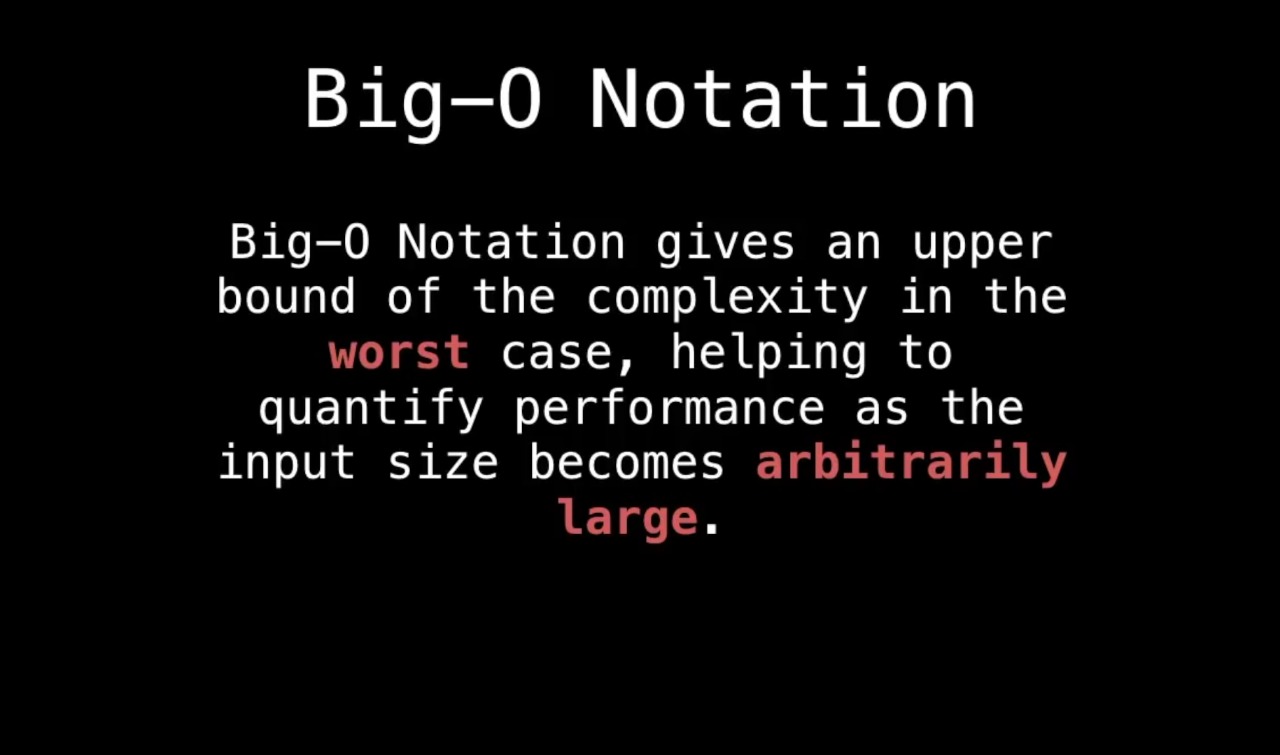 Big-O Notation
Big-O Notation gives an upper
bound of the complexity in the
worst case, helping to
quantify performance as the
input size becomes arbitrarily
large.